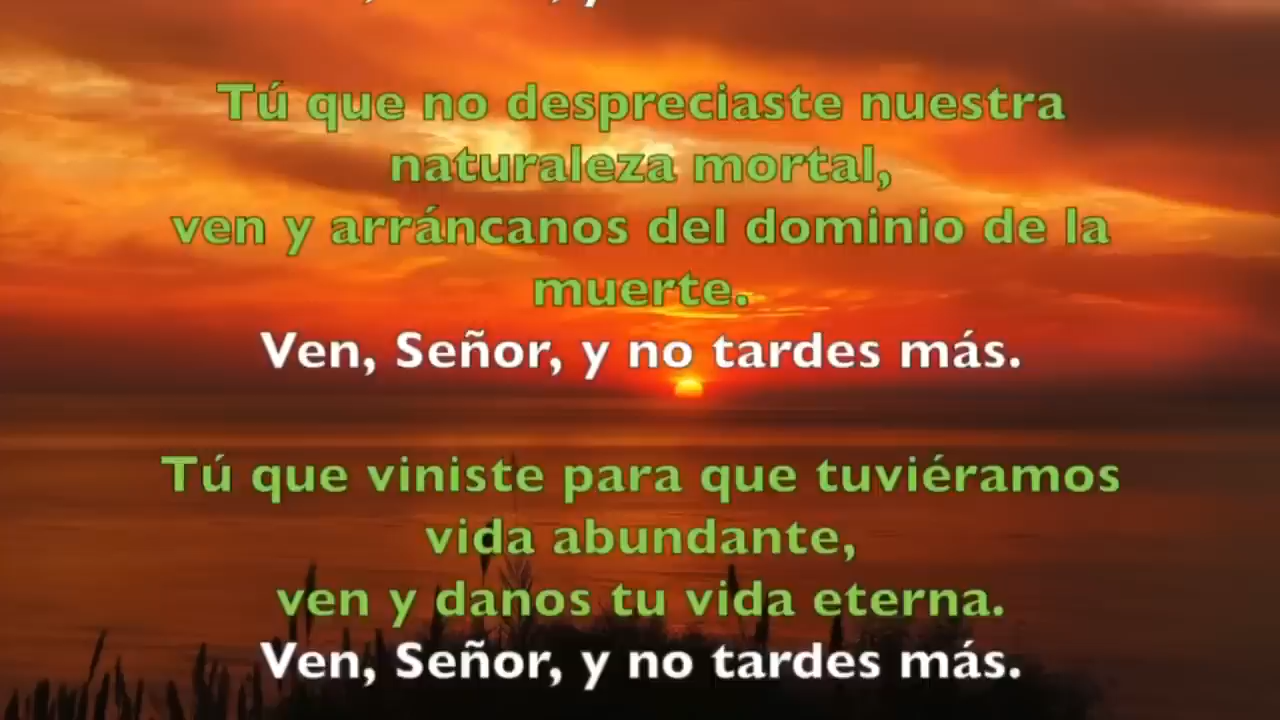 Tú que no despreciaste nuestra
naturaleza mortal,
ven y arráncanos del dominio de la
muerte.
Ven, Señor, y no tardes más.
Tú que viniste para que tuviéramos
vida abundante,
ven y danos tu vida eterna.
Ven, Señor, y no tardes más.